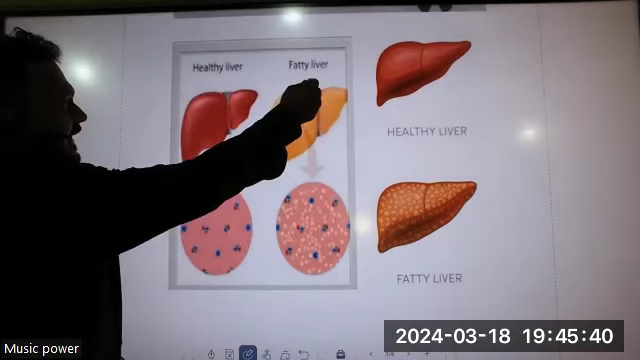 Healthy liver
Fatty liver
HEALTHY LIVER
FATTY LIVER
Music power
2024-03-18 19:45:40